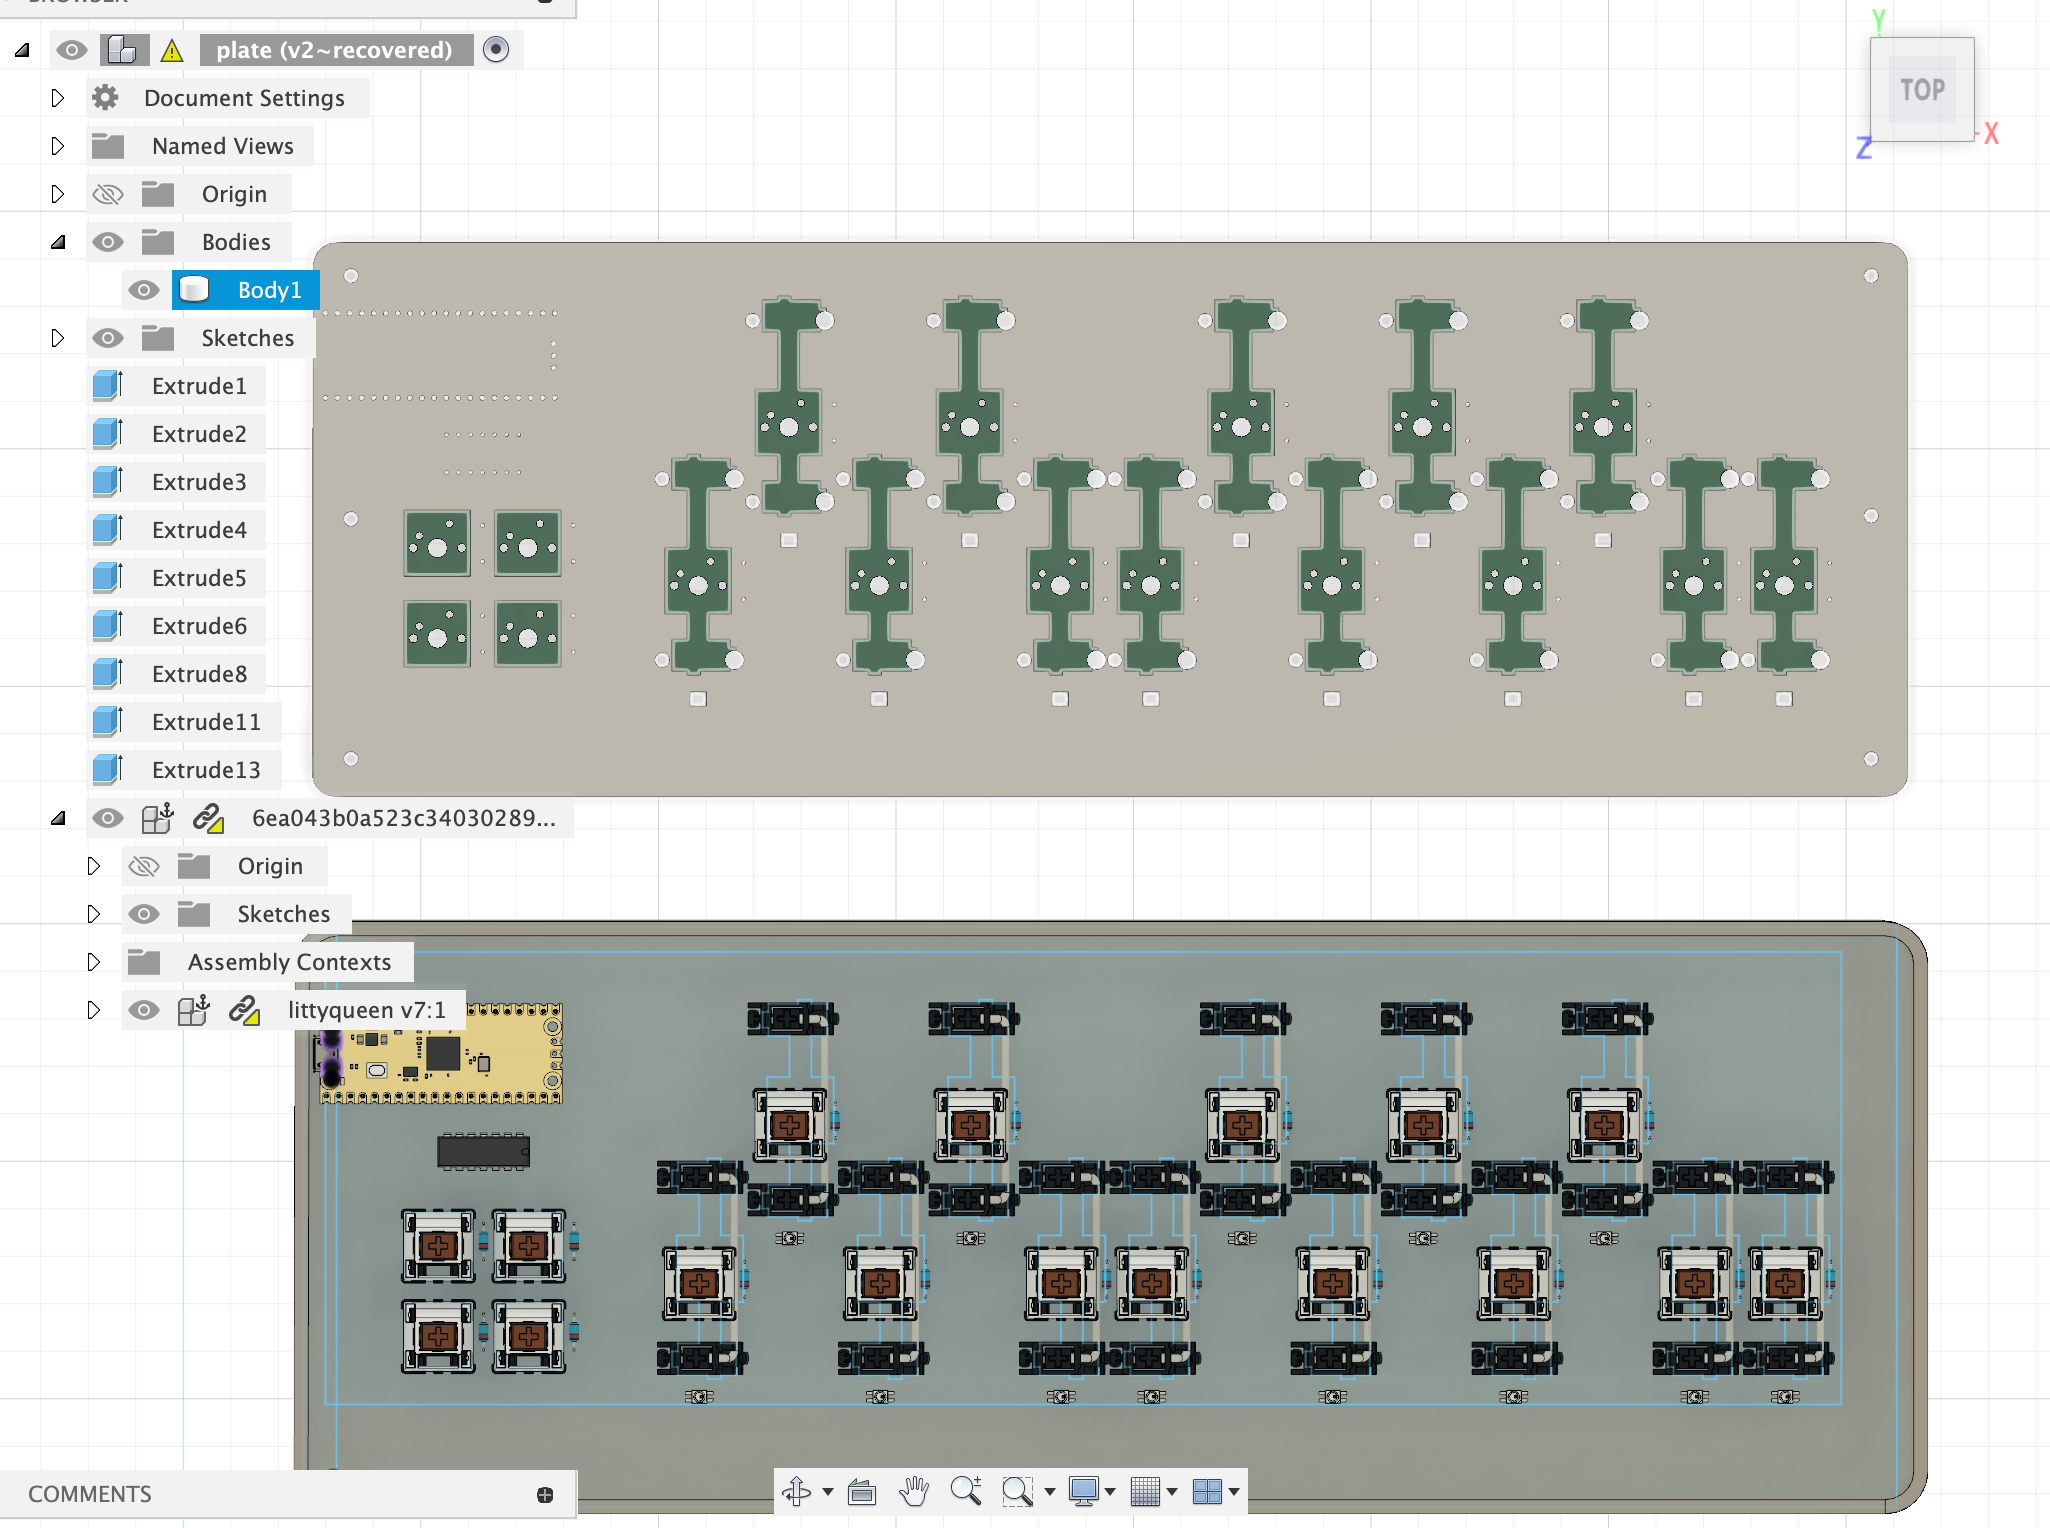 BROWSER
plate (v2~recovered)
Document Settings
Named Views
Origin
Bodies
Body1
Sketches
Extrude1
Extrude2
Extrude3
Extrude4
Extrude5
Extrude6
Extrude8
Extrude11
Extrude13
6ea043b0a523c34030289...
Origin
Sketches
Assembly Contexts
littyqueen v7:1
COMMENTS
Y
TOP
X
Z